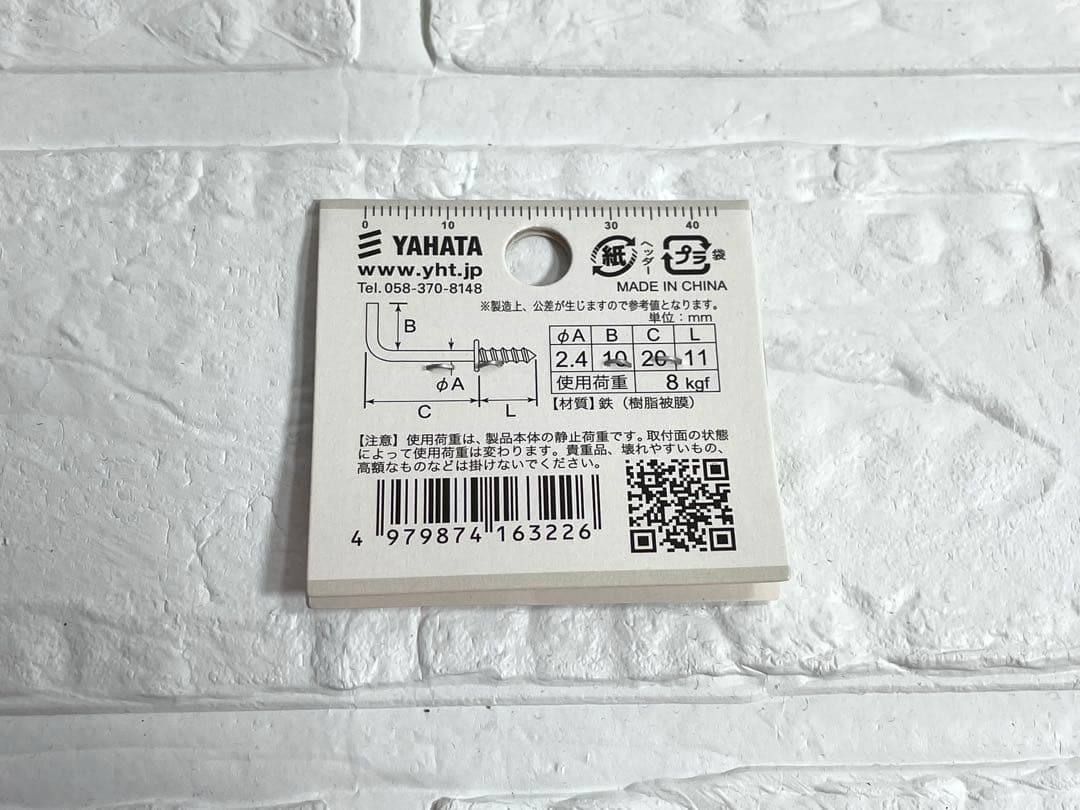 0 10 30 40
YAHATA
www.yht.jp
Tel. 058-370-8148
紙 ヘッダー プラ 袋
MADE IN CHINA
※製造上、公差が生じますので参考値となります。
単位：mm
B
φA
C
L
φA B C L
2.4 10 20 11
使用荷重 8 kgf
【材質】鉄（樹脂被膜）
【注意】使用荷重は、製品本体の静止荷重です。取付面の状態
によって使用荷重は変わります。貴重品、壊れやすいもの、
高額なものなどは掛けないでください。
4 979874 163226